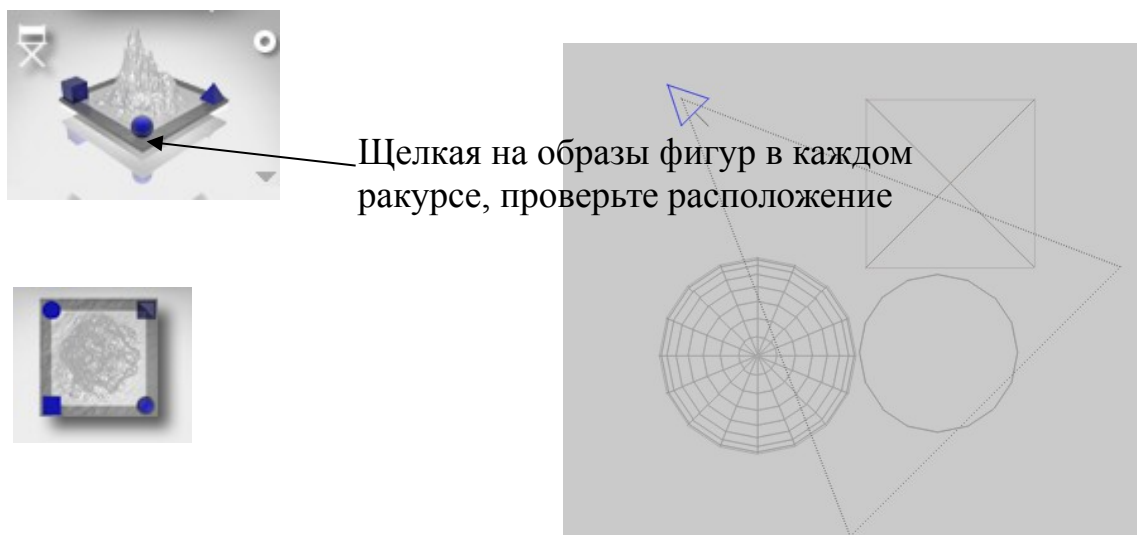 Щелкая на образы фигур в каждом
ракурсе, проверьте расположение